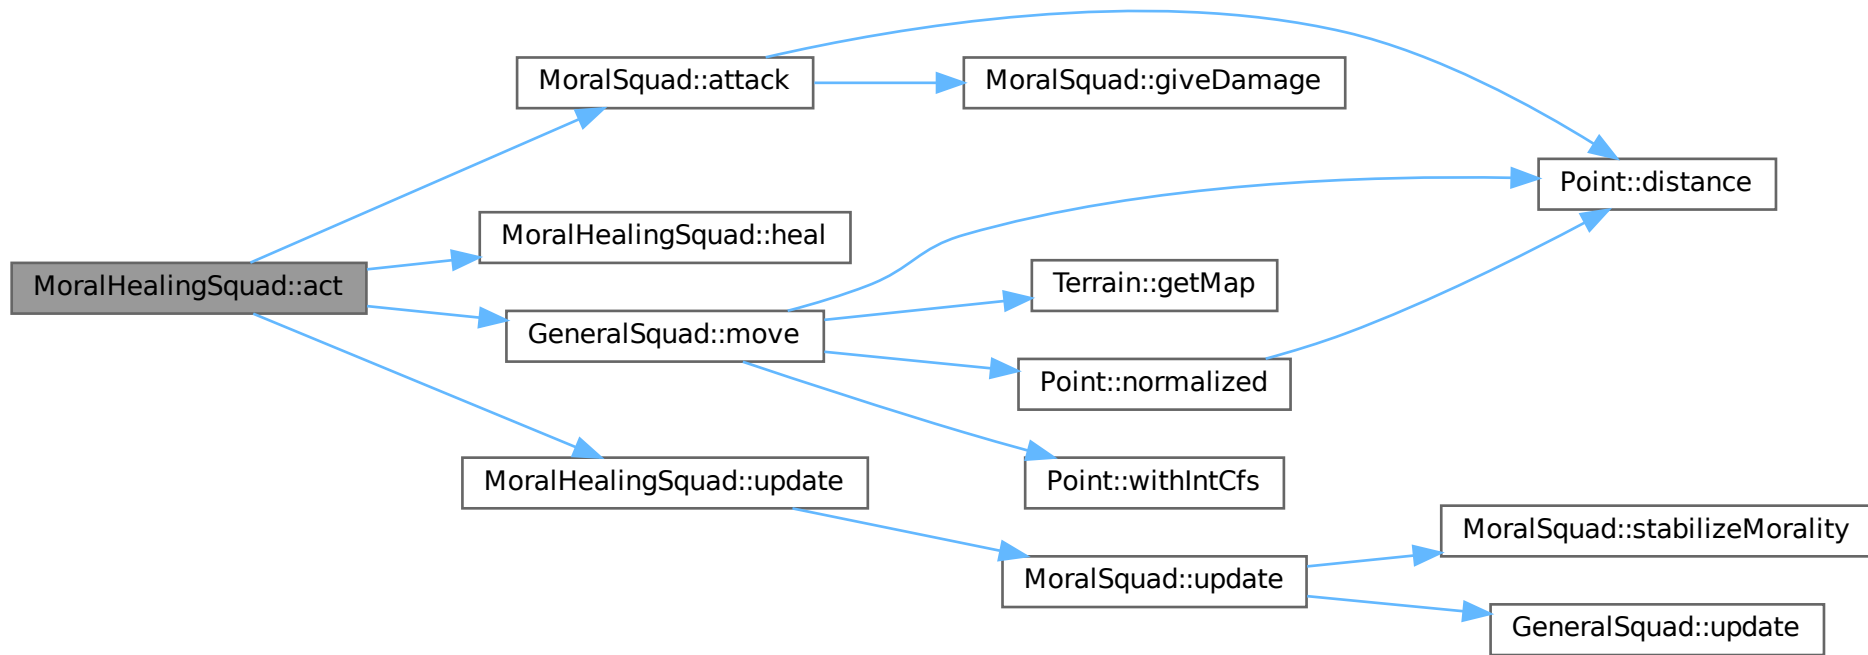 MoralHealingSquad::act
MoralSquad::attack
MoralHealingSquad::heal
GeneralSquad::move
MoralHealingSquad::update
MoralSquad::giveDamage
Terrain::getMap
Point::normalized
Point::withIntCfs
MoralSquad::update
Point::distance
MoralSquad::stabilizeMorality
GeneralSquad::update